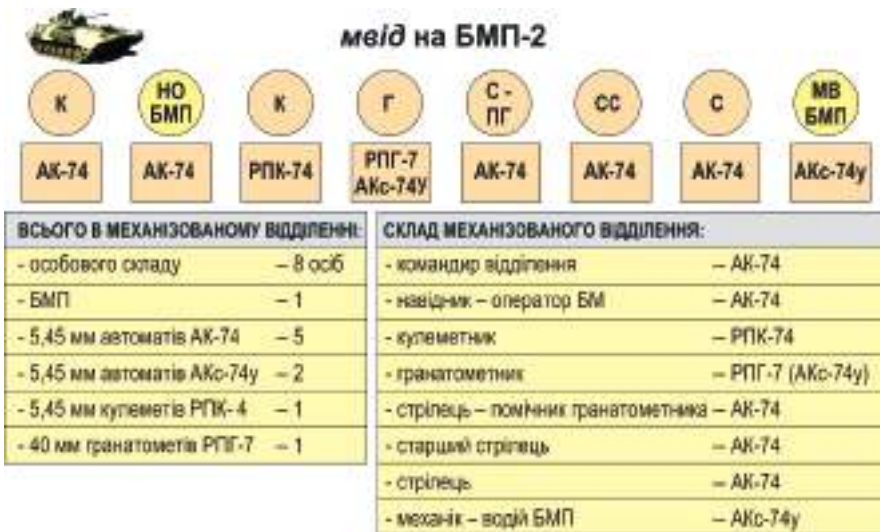 мвід на БМП-2
К
НО
БМП
К
Г
С -
ПГ
СС
С
МВ
БМП
АК-74
АК-74
РПК-74
РПГ-7
АКс-74У
АК-74
АК-74
АК-74
АКс-74у
ВСЬОГО В МЕХАНІЗОВАНОМУ ВІДДІЛЕННІ:
- особового складу – 8 осіб
- БМП – 1
- 5,45 мм автоматів АК-74 – 5
- 5,45 мм автоматів АКс-74у – 2
- 5,45 мм кулеметів РПК- 4 – 1
- 40 мм гранатометів РПГ-7 – 1
СКЛАД МЕХАНІЗОВАНОГО ВІДДІЛЕННЯ:
- командир відділення – АК-74
- навідник – оператор БМ – АК-74
- кулеметник – РПК-74
- гранатометник – РПГ-7 (АКс-74у)
- стрілець – помічник гранатометника – АК-74
- старший стрілець – АК-74
- стрілець – АК-74
- механік – водій БМП – АКс-74у